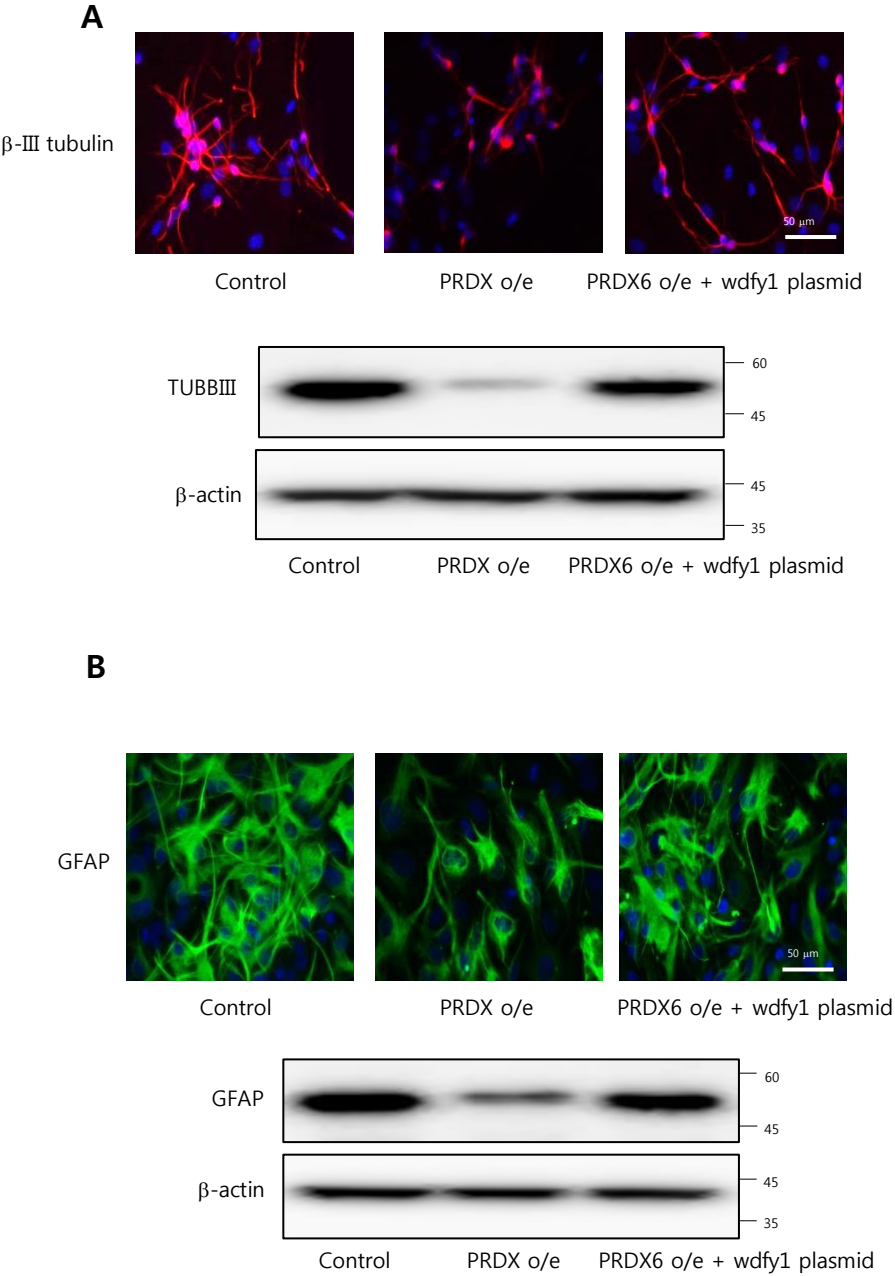 A
β-Ⅲ tubulin
50 μm
Control
PRDX o/e
PRDX6 o/e + wdfy1 plasmid
TUBBⅢ
60
45
β-actin
45
35
Control
PRDX o/e
PRDX6 o/e + wdfy1 plasmid
B
GFAP
50 μm
Control
PRDX o/e
PRDX6 o/e + wdfy1 plasmid
GFAP
60
45
β-actin
45
35
Control
PRDX o/e
PRDX6 o/e + wdfy1 plasmid